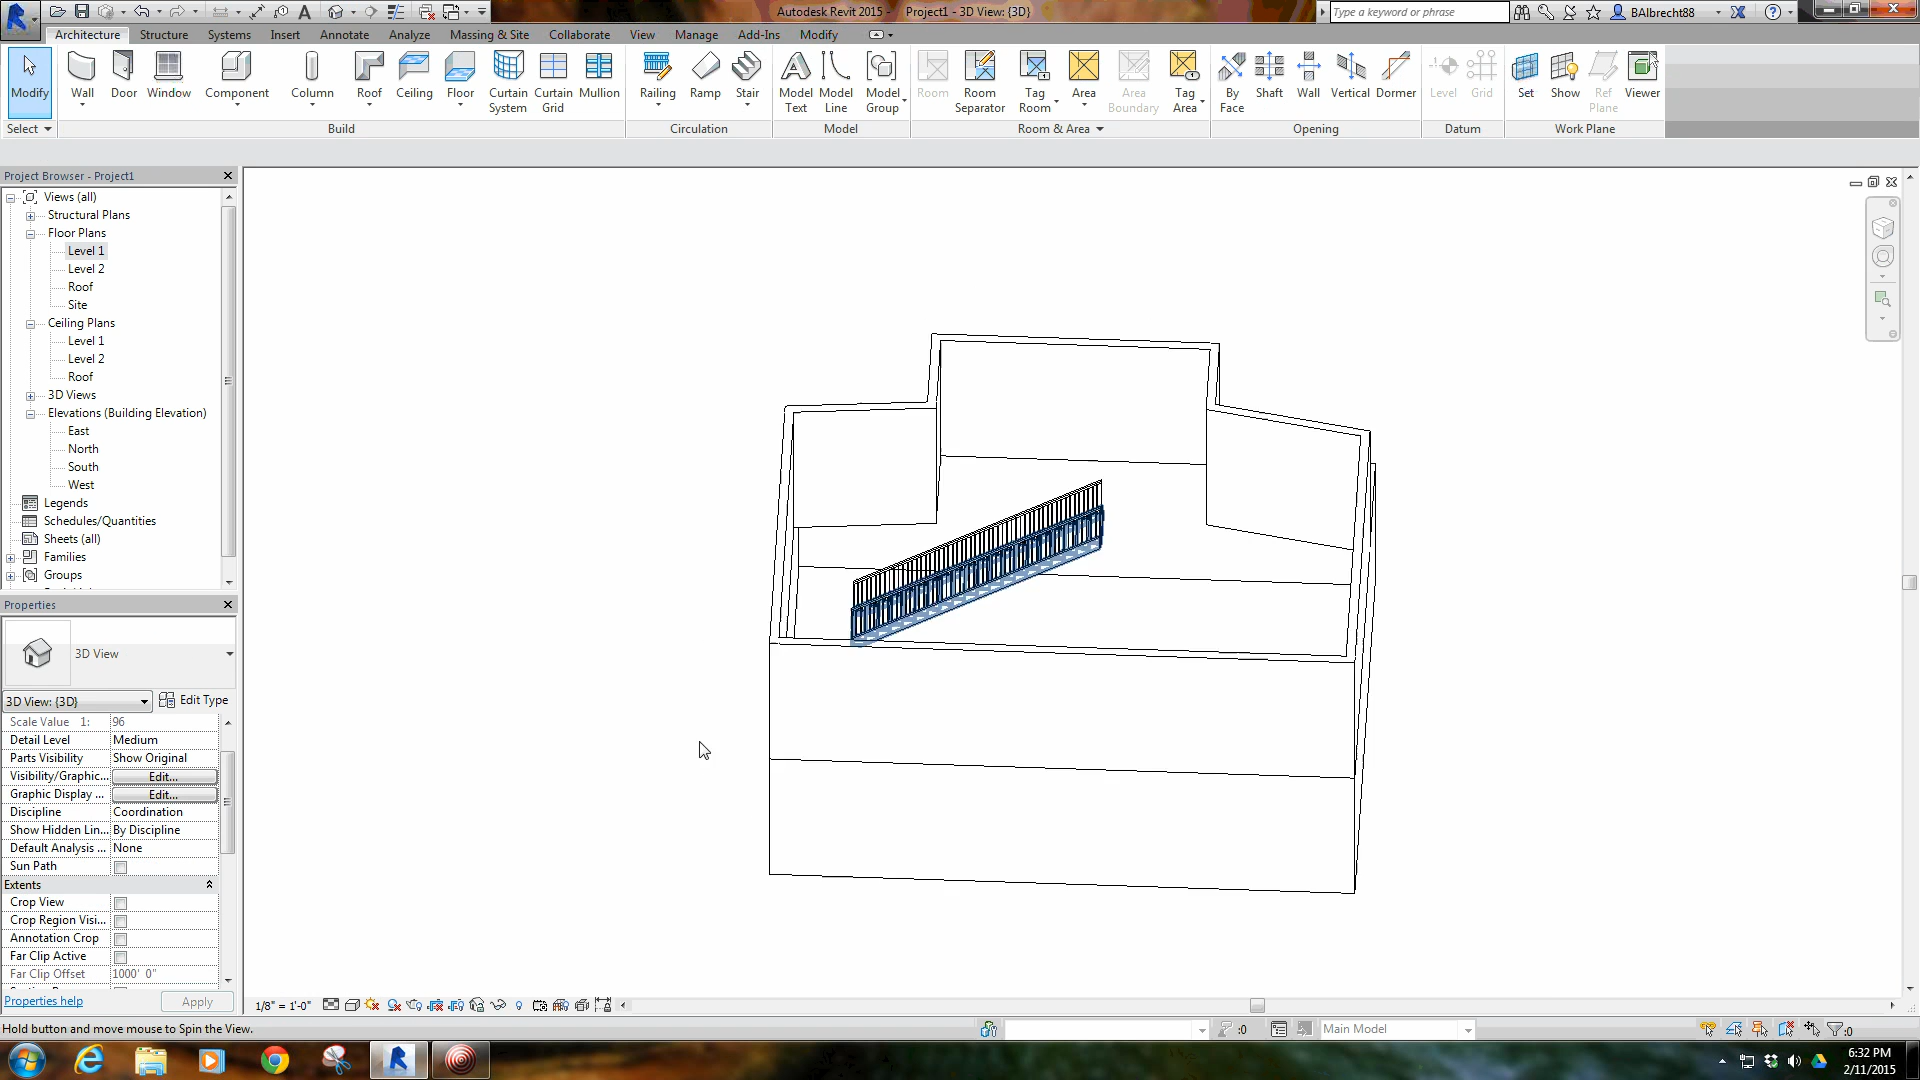 Autodesk Revit 2015 - Project1 - 3D View: {3D}
Type a keyword or phrase
BAlbrecht88
Architecture Structure Systems Insert Annotate Analyze Massing & Site Collaborate View Manage Add-Ins Modify
Modify Wall Door Window Component Column Roof Ceiling Floor Curtain System Curtain Grid Mullion Railing Ramp Stair Model Text Model Line Model Group Room Room Separator Tag Room Area Area Boundary Tag Area By Face Shaft Wall Vertical Dormer Level Grid Set Show Ref Plane Viewer
Select Build Circulation Model Room & Area Opening Datum Work Plane
Project Browser - Project1
Views (all)
Structural Plans
Floor Plans
Level 1
Level 2
Roof
Site
Ceiling Plans
Level 1
Level 2
Roof
3D Views
Elevations (Building Elevation)
East
North
South
West
Legends
Schedules/Quantities
Sheets (all)
Families
Groups
Properties
3D View
3D View: {3D} Edit Type
Scale Value 1: 96
Detail Level Medium
Parts Visibility Show Original
Visibility/Graphic... Edit...
Graphic Display ... Edit...
Discipline Coordination
Show Hidden Lin... By Discipline
Default Analysis ... None
Sun Path
Extents
Crop View
Crop Region Visi...
Annotation Crop
Far Clip Active
Far Clip Offset 1000' 0"
Properties help Apply
1/8" = 1'-0"
Hold button and move mouse to Spin the View.
:0
Main Model
:0
6:32 PM
2/11/2015